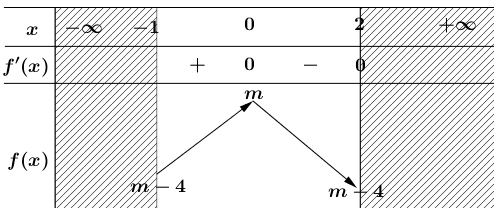 x −∞ −1 0 2 +∞
f′(x) + 0 − 0
m
f(x)
m − 4 m − 4